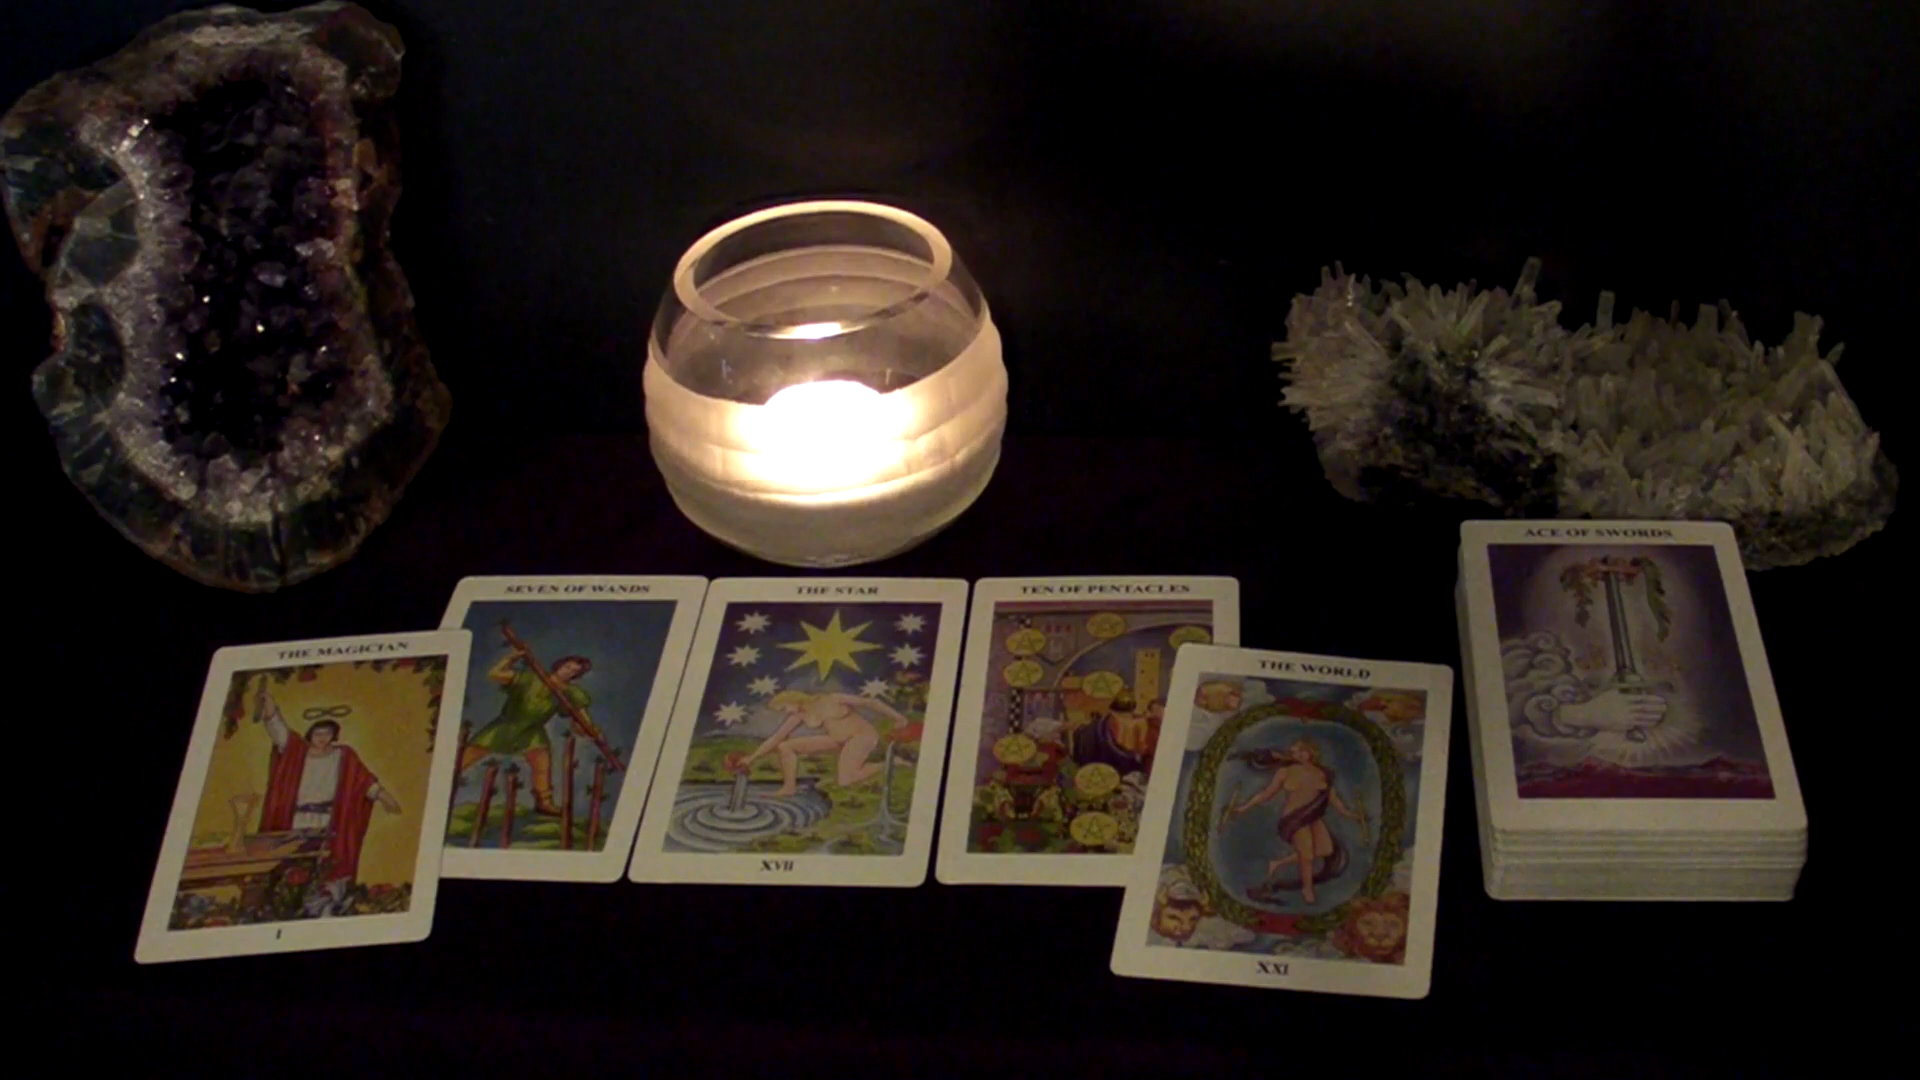 THE MAGICIAN
I
SEVEN OF WANDS
THE STAR
XVII
TEN OF PENTACLES
THE WORLD
XXI
ACE OF SWORDS